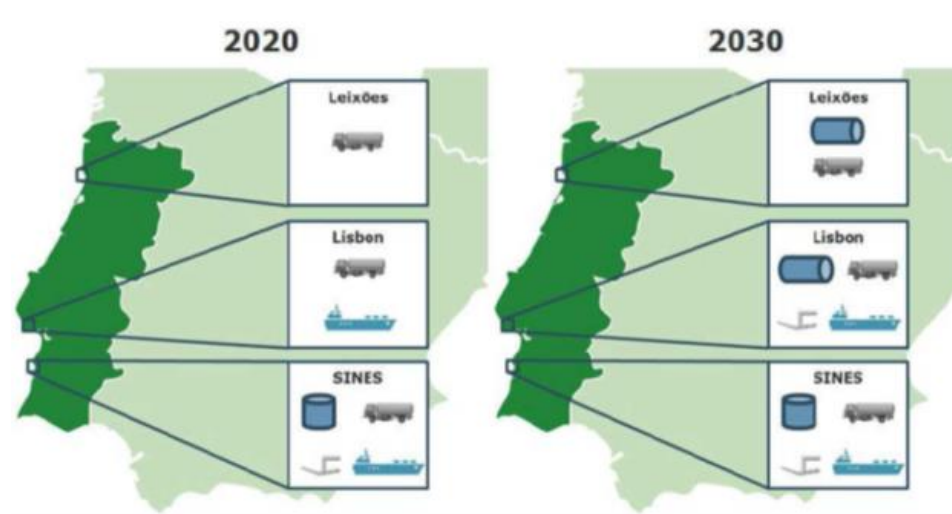 2020
Leixões
Lisbon
SINES
2030
Leixões
Lisbon
SINES